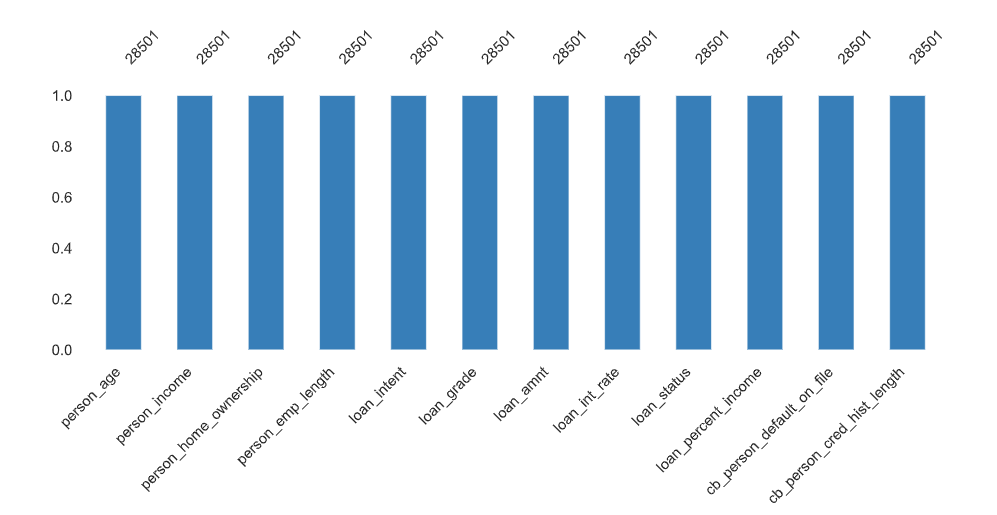 28501 28501 28501 28501 28501 28501 28501 28501 28501 28501 28501 28501
1.0
0.8
0.6
0.4
0.2
0.0
person_age
person_income
person_home_ownership
person_emp_length
loan_intent
loan_grade
loan_amnt
loan_int_rate
loan_status
loan_percent_income
cb_person_default_on_file
cb_person_cred_hist_length